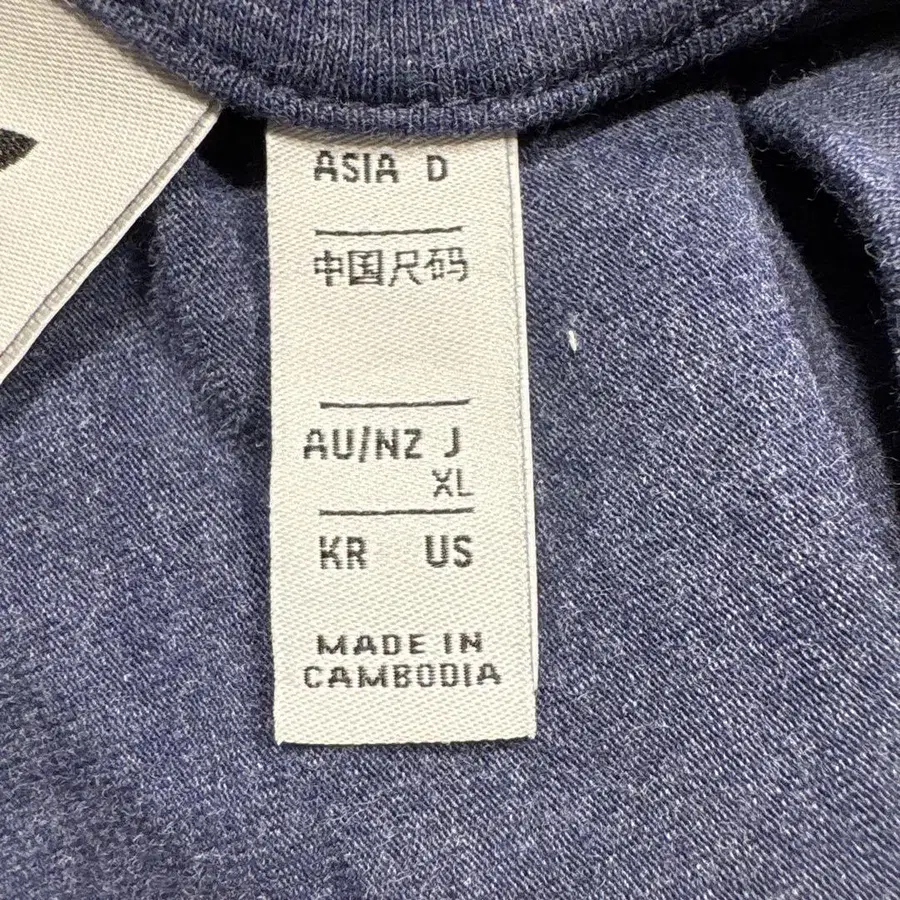 ASIA D
中国尺码
AU/NZ J
XL
KR US
MADE IN
CAMBODIA